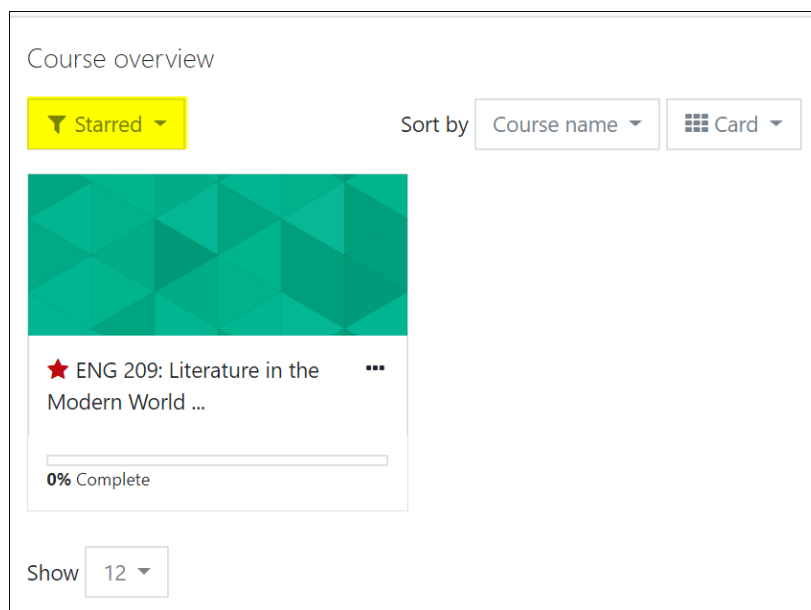 Course overview
Starred
Sort by Course name Card
ENG 209: Literature in the
Modern World ...
0% Complete
Show 12